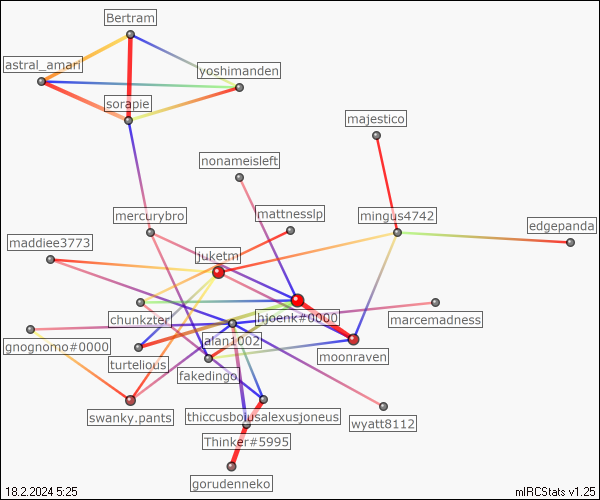 Bertram
astral_amari
yoshimanden
sorapie
majestico
nonameisleft
mercurybro
mattnesslp
mingus4742
edgepanda
maddiee3773
juketm
chunkzter
hjoenk#0000
marcemadness
gnognomo#0000
alan1002
moonraven
turtelious
fakedingo
swanky.pants
thiccusbolusalexusjoneus
wyatt8112
Thinker#5995
gorudenneko
18.2.2024 5:25
mIRCStats v1.25